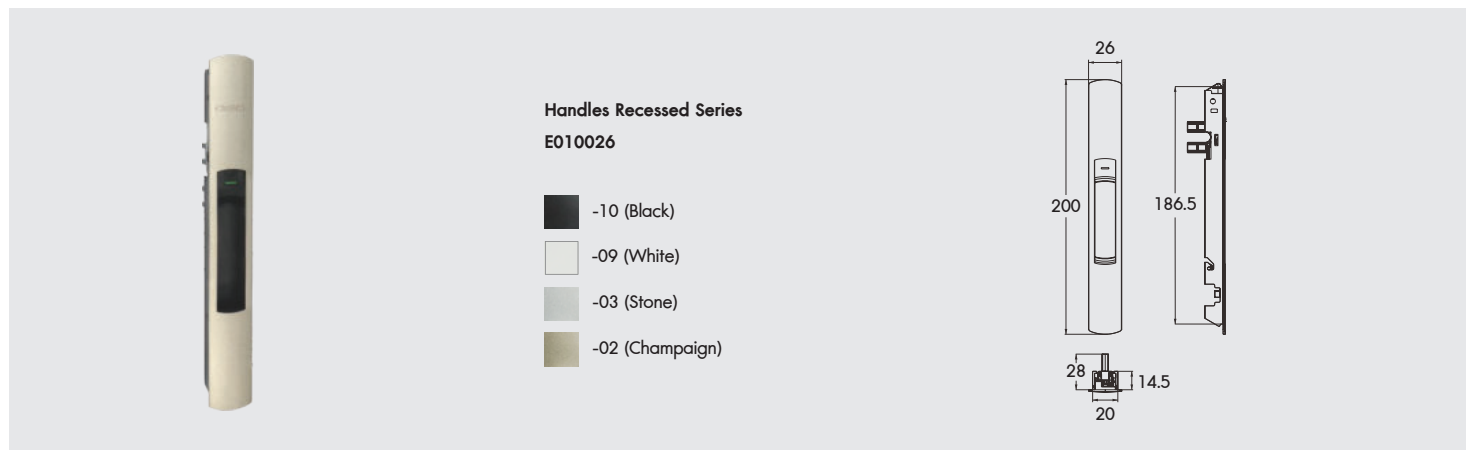 Handles Recessed Series
E010026
-10 (Black)
-09 (White)
-03 (Stone)
-02 (Champaign)
26
200
186.5
28
14.5
20